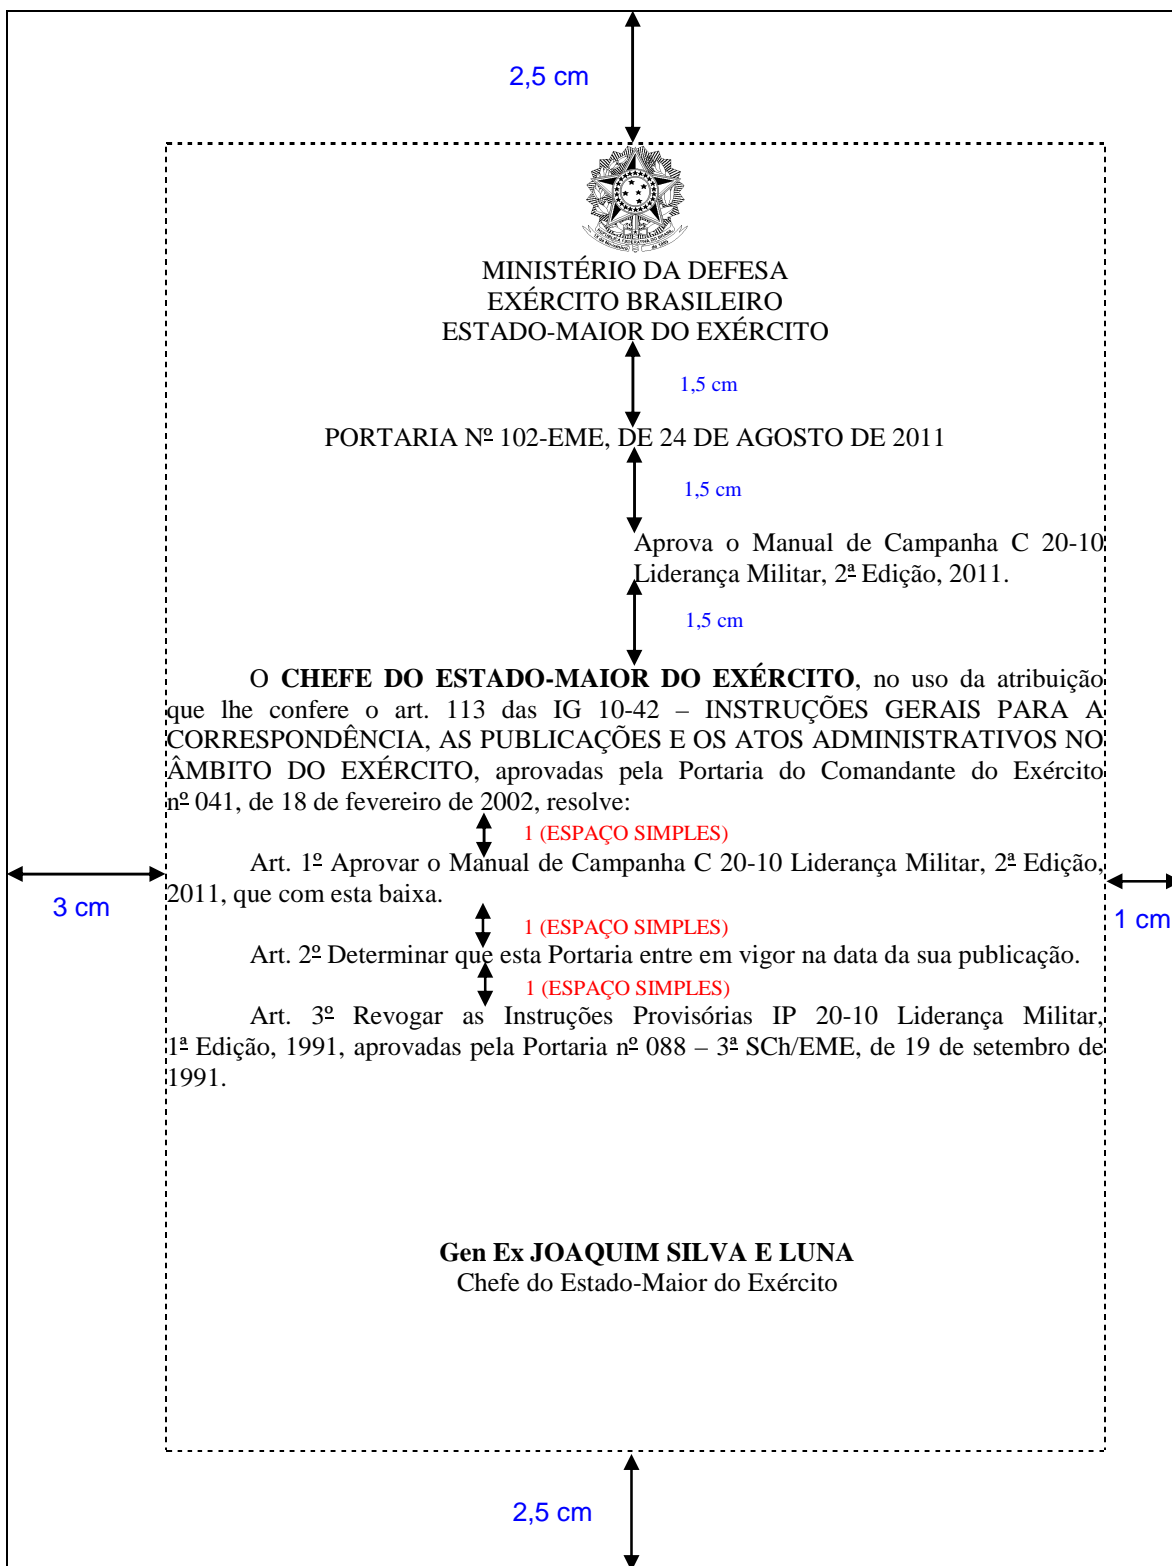 2,5 cm
MINISTÉRIO DA DEFESA
EXÉRCITO BRASILEIRO
ESTADO-MAIOR DO EXÉRCITO
1,5 cm
PORTARIA Nº 102-EME, DE 24 DE AGOSTO DE 2011
1,5 cm
Aprova o Manual de Campanha C 20-10
Liderança Militar, 2ª Edição, 2011.
1,5 cm
O CHEFE DO ESTADO-MAIOR DO EXÉRCITO, no uso da atribuição
que lhe confere o art. 113 das IG 10-42 – INSTRUÇÕES GERAIS PARA A
CORRESPONDÊNCIA, AS PUBLICAÇÕES E OS ATOS ADMINISTRATIVOS NO
ÂMBITO DO EXÉRCITO, aprovadas pela Portaria do Comandante do Exército
nº 041, de 18 de fevereiro de 2002, resolve:
1 (ESPAÇO SIMPLES)
Art. 1º Aprovar o Manual de Campanha C 20-10 Liderança Militar, 2ª Edição,
2011, que com esta baixa.
3 cm
1 cm
1 (ESPAÇO SIMPLES)
Art. 2º Determinar que esta Portaria entre em vigor na data da sua publicação.
1 (ESPAÇO SIMPLES)
Art. 3º Revogar as Instruções Provisórias IP 20-10 Liderança Militar,
1ª Edição, 1991, aprovadas pela Portaria nº 088 – 3ª SCh/EME, de 19 de setembro de
1991.
Gen Ex JOAQUIM SILVA E LUNA
Chefe do Estado-Maior do Exército
2,5 cm